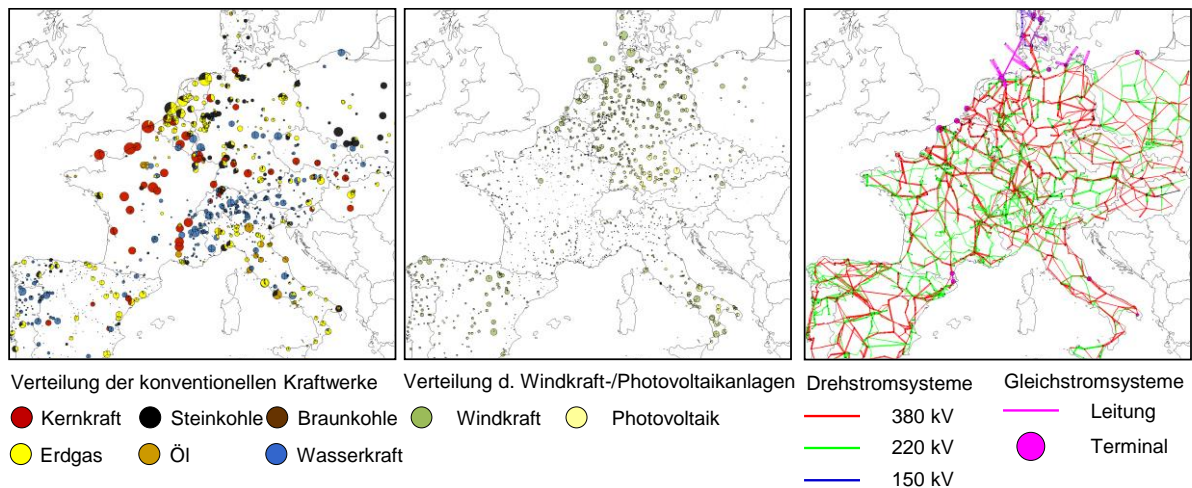 Verteilung der konventionellen Kraftwerke
Kernkraft
Steinkohle
Braunkohle
Erdgas
Öl
Wasserkraft
Verteilung d. Windkraft-/Photovoltaikanlagen
Windkraft
Photovoltaik
Drehstromsysteme
380 kV
220 kV
150 kV
Gleichstromsysteme
Leitung
Terminal